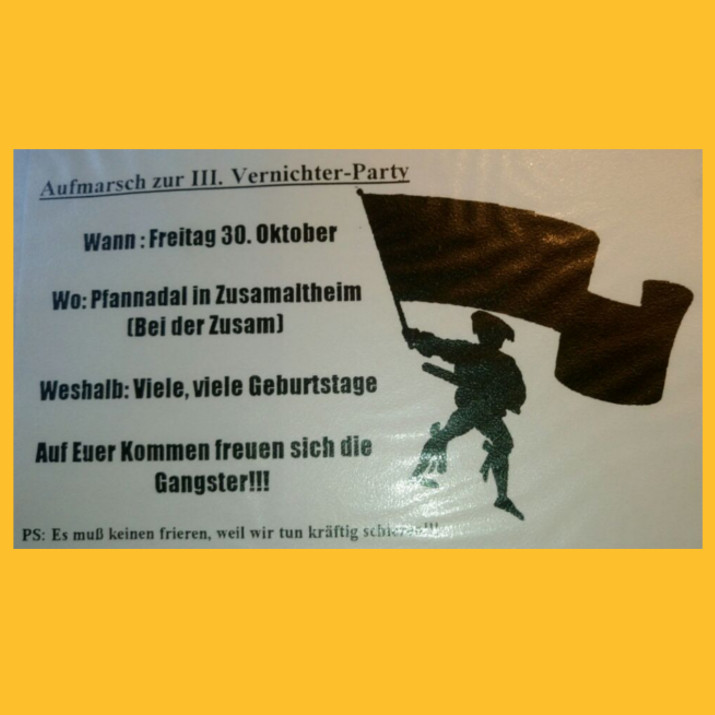 Aufmarsch zur III. Vernichter-Party
Wann : Freitag 30. Oktober
Wo: Pfannadal in Zusamaltheim
(Bei der Zusam)
Weshalb: Viele, viele Geburtstage
Auf Euer Kommen freuen sich die
Gangster!!!
PS: Es muß keinen frieren, weil wir tun kräftig